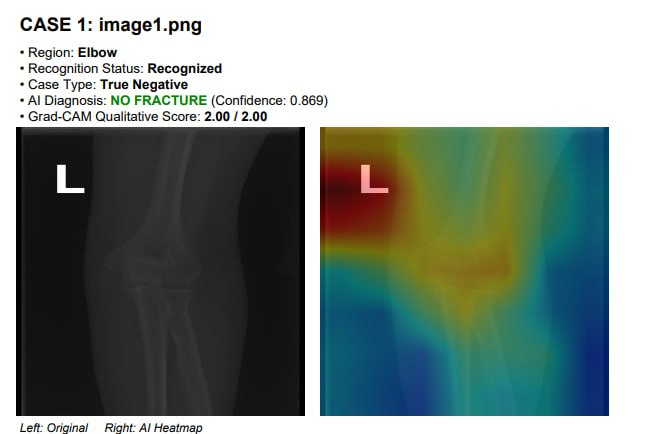 CASE 1: image1.png
• Region: Elbow
• Recognition Status: Recognized
• Case Type: True Negative
• AI Diagnosis: NO FRACTURE (Confidence: 0.869)
• Grad-CAM Qualitative Score: 2.00 / 2.00
L
L
Left: Original Right: AI Heatmap